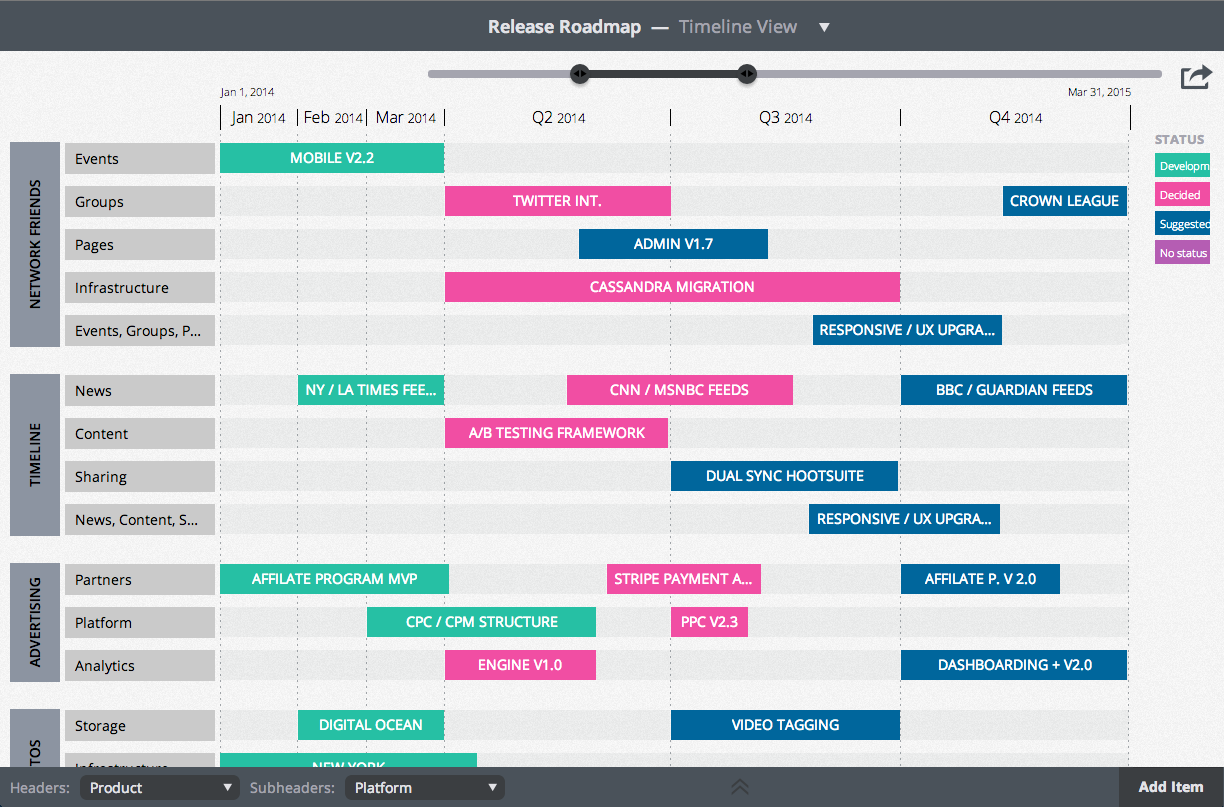 Release Roadmap — Timeline View ▼
Jan 1, 2014
Mar 31, 2015
Jan 2014 Feb 2014 Mar 2014 Q2 2014 Q3 2014 Q4 2014
STATUS
Developm
Decided
Suggested
No status
NETWORK FRIENDS
Events MOBILE V2.2
Groups TWITTER INT. CROWN LEAGUE
Pages ADMIN V1.7
Infrastructure CASSANDRA MIGRATION
Events, Groups, P... RESPONSIVE / UX UPGRA...
TIMELINE
News NY / LA TIMES FEE... CNN / MSNBC FEEDS BBC / GUARDIAN FEEDS
Content A/B TESTING FRAMEWORK
Sharing DUAL SYNC HOOTSUITE
News, Content, S... RESPONSIVE / UX UPGRA...
ADVERTISING
Partners AFFILATE PROGRAM MVP STRIPE PAYMENT A... AFFILATE P. V 2.0
Platform CPC / CPM STRUCTURE PPC V2.3
Analytics ENGINE V1.0 DASHBOARDING + V2.0
TOS
Storage DIGITAL OCEAN VIDEO TAGGING
Infrastructure NEW YORK
Headers: Product ▼ Subheaders: Platform ▼ Add Item